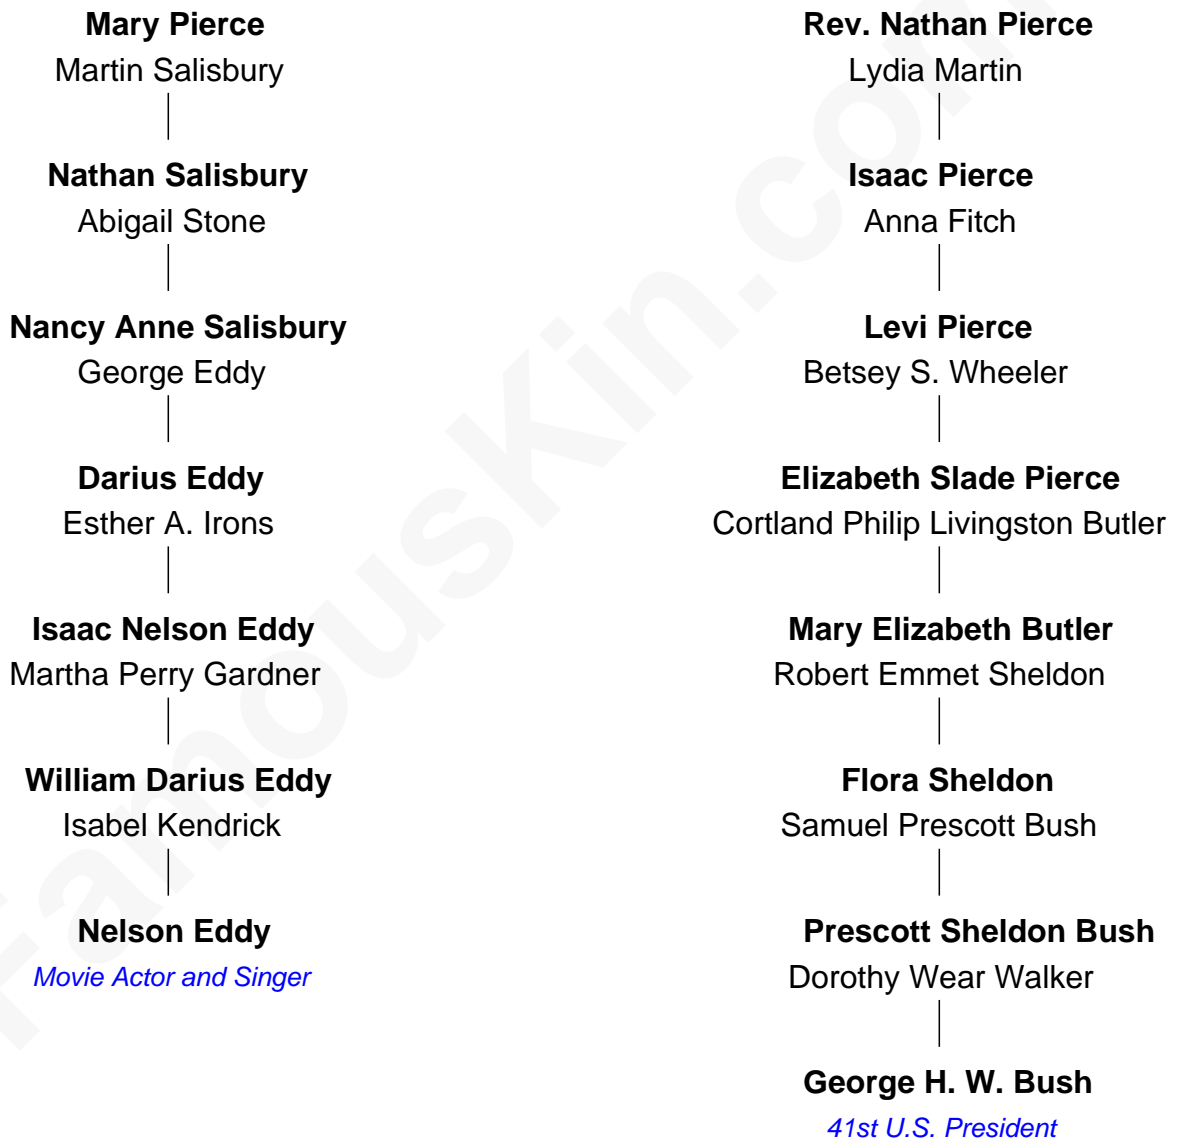 Mary Pierce
Martin Salisbury
Nathan Salisbury
Abigail Stone
Nancy Anne Salisbury
George Eddy
Darius Eddy
Esther A. Irons
Isaac Nelson Eddy
Martha Perry Gardner
William Darius Eddy
Isabel Kendrick
Nelson Eddy
Movie Actor and Singer
Rev. Nathan Pierce
Lydia Martin
Isaac Pierce
Anna Fitch
Levi Pierce
Betsey S. Wheeler
Elizabeth Slade Pierce
Cortland Philip Livingston Butler
Mary Elizabeth Butler
Robert Emmet Sheldon
Flora Sheldon
Samuel Prescott Bush
Prescott Sheldon Bush
Dorothy Wear Walker
George H. W. Bush
41st U.S. President
FamousKin.com